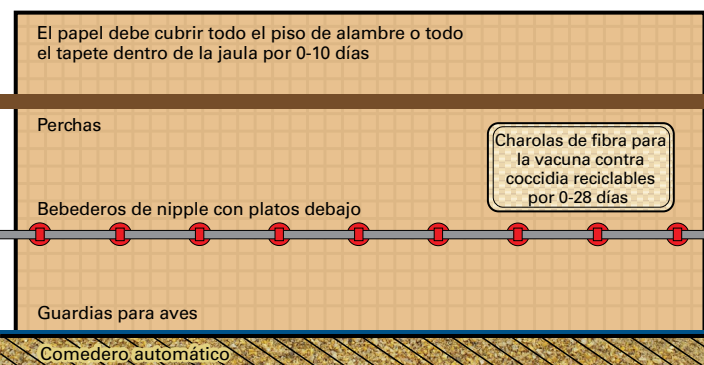 El papel debe cubrir todo el piso de alambre o todo
el tapete dentro de la jaula por 0-10 días
Perchas
Charolas de fibra para
la vacuna contra
coccidia reciclables
por 0-28 días
Bebederos de nipple con platos debajo
Guardias para aves
Comedero automático